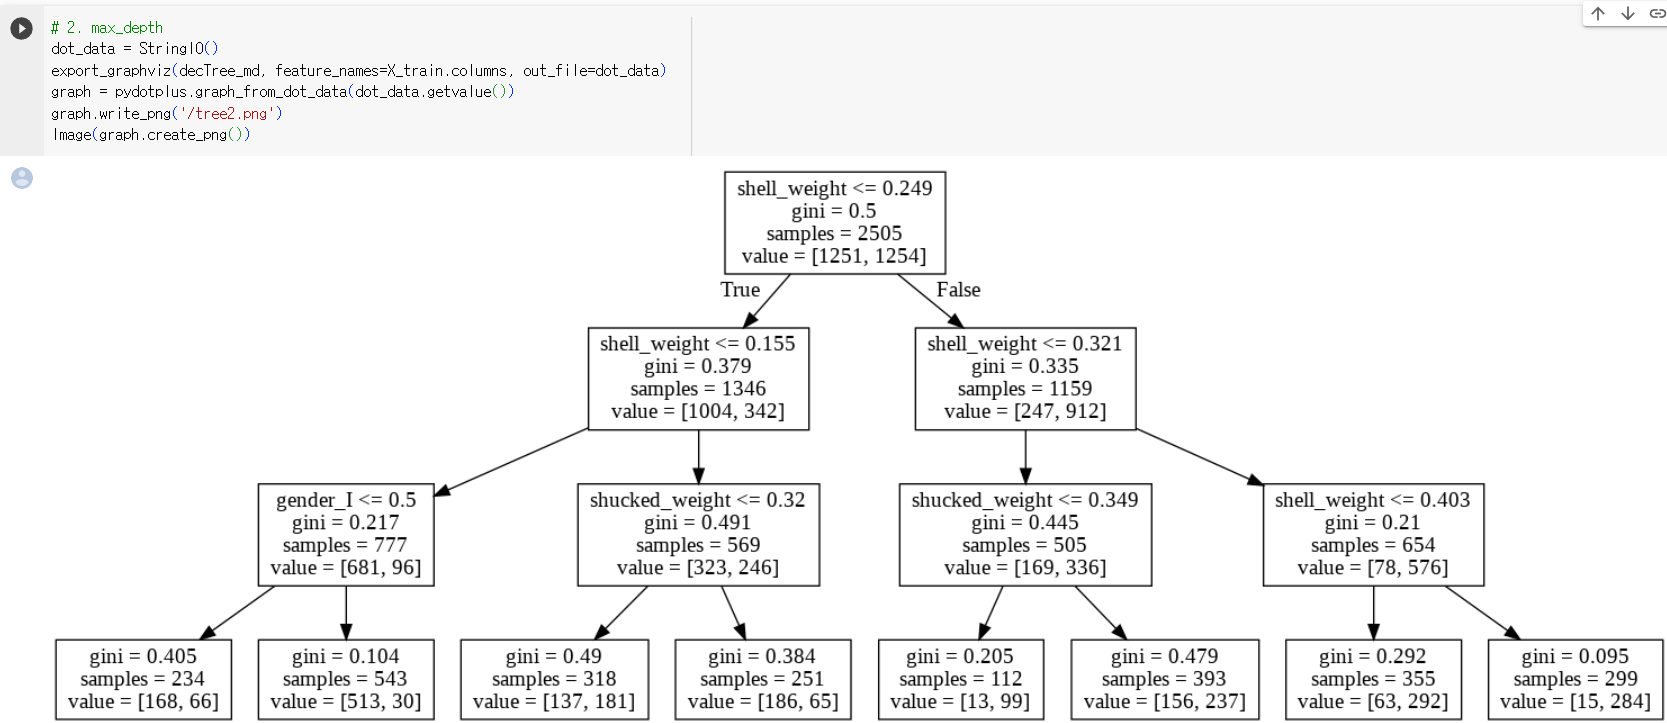 # 2. max_depth
dot_data = StringIO()
export_graphviz(decTree_md, feature_names=X_train.columns, out_file=dot_data)
graph = pydotplus.graph_from_dot_data(dot_data.getvalue())
graph.write_png('/tree2.png')
Image(graph.create_png())
shell_weight <= 0.249
gini = 0.5
samples = 2505
value = [1251, 1254]
True
False
shell_weight <= 0.155
gini = 0.379
samples = 1346
value = [1004, 342]
shell_weight <= 0.321
gini = 0.335
samples = 1159
value = [247, 912]
gender_I <= 0.5
gini = 0.217
samples = 777
value = [681, 96]
shucked_weight <= 0.32
gini = 0.491
samples = 569
value = [323, 246]
shucked_weight <= 0.349
gini = 0.445
samples = 505
value = [169, 336]
shell_weight <= 0.403
gini = 0.21
samples = 654
value = [78, 576]
gini = 0.405
samples = 234
value = [168, 66]
gini = 0.104
samples = 543
value = [513, 30]
gini = 0.49
samples = 318
value = [137, 181]
gini = 0.384
samples = 251
value = [186, 65]
gini = 0.205
samples = 112
value = [13, 99]
gini = 0.479
samples = 393
value = [156, 237]
gini = 0.292
samples = 355
value = [63, 292]
gini = 0.095
samples = 299
value = [15, 284]